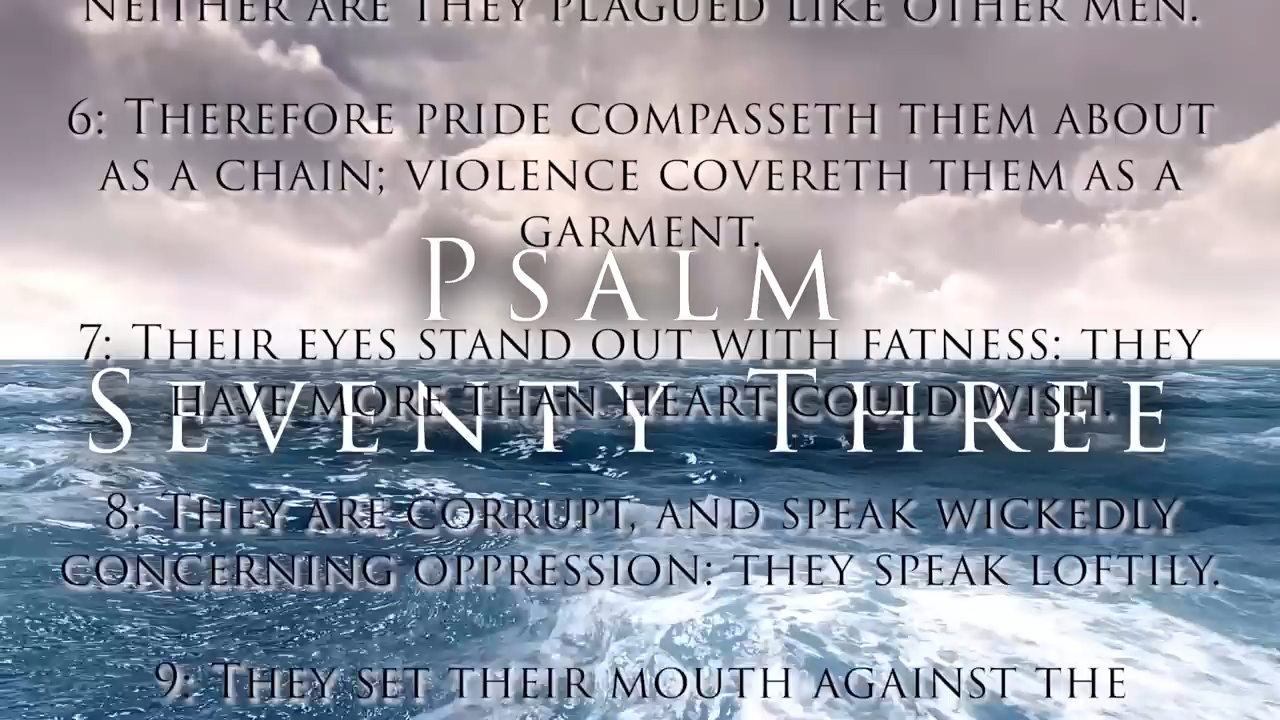 NEITHER ARE THEY PLAGUED LIKE OTHER MEN.
6: THEREFORE PRIDE COMPASSETH THEM ABOUT
AS A CHAIN; VIOLENCE COVERETH THEM AS A
GARMENT.
PSALM
7: THEIR EYES STAND OUT WITH FATNESS: THEY
HAVE MORE THAN HEART COULD WISH.
SEVENTY THREE
8: THEY ARE CORRUPT, AND SPEAK WICKEDLY
CONCERNING OPPRESSION: THEY SPEAK LOFTILY.
9: THEY SET THEIR MOUTH AGAINST THE